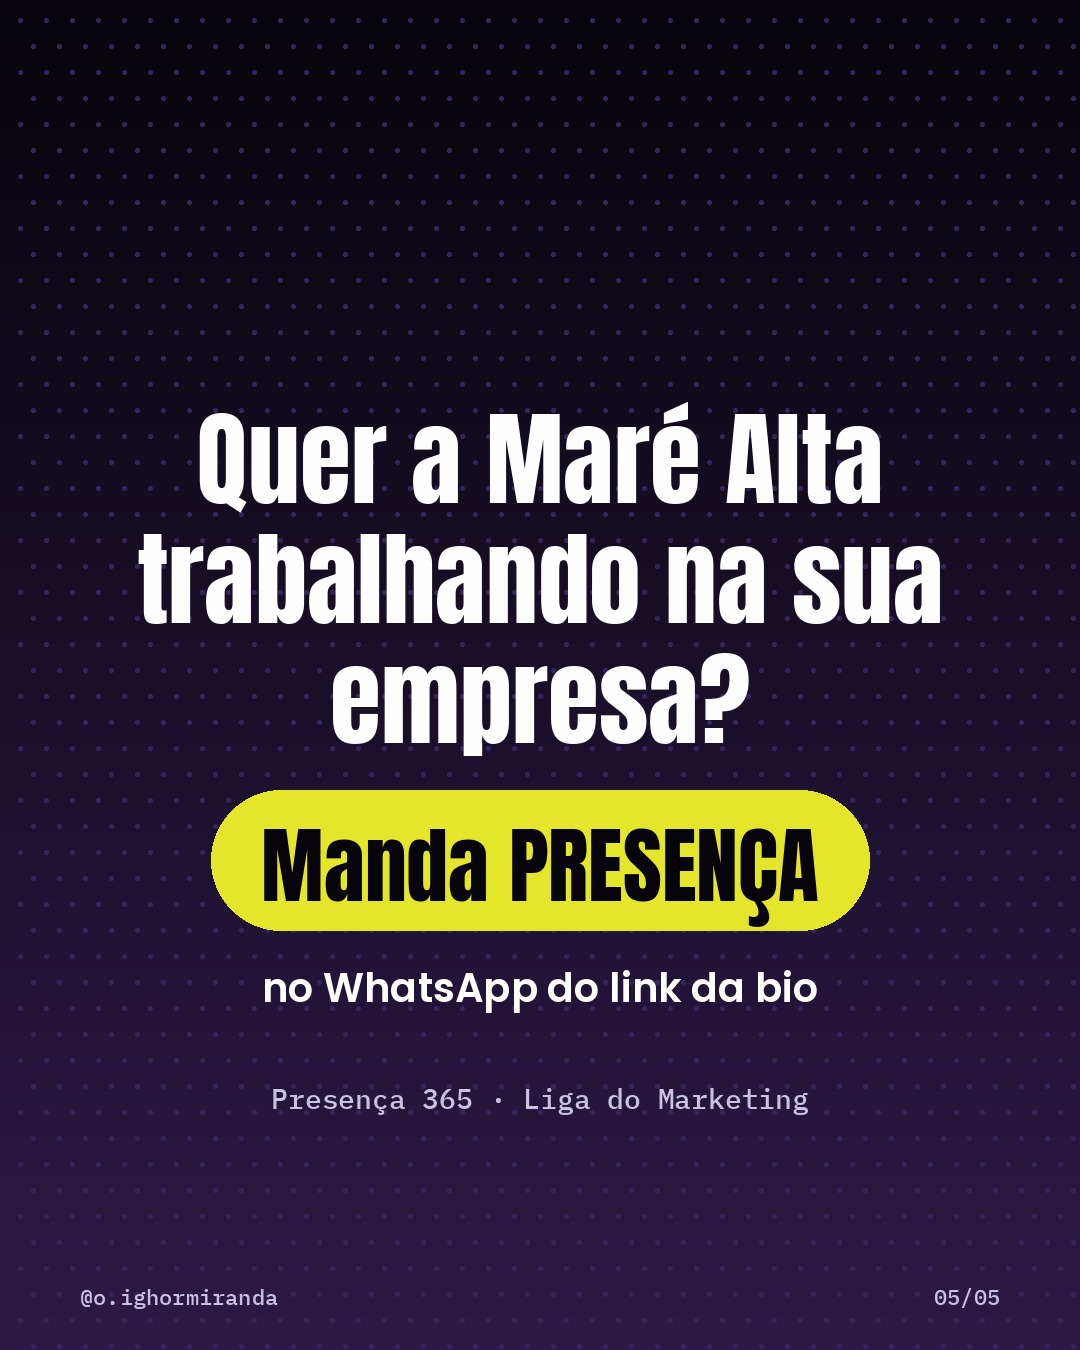 Quer a Maré Alta
trabalhando na sua
empresa?
Manda PRESENÇA
no WhatsApp do link da bio
Presença 365 · Liga do Marketing
@o.ighormiranda
05/05